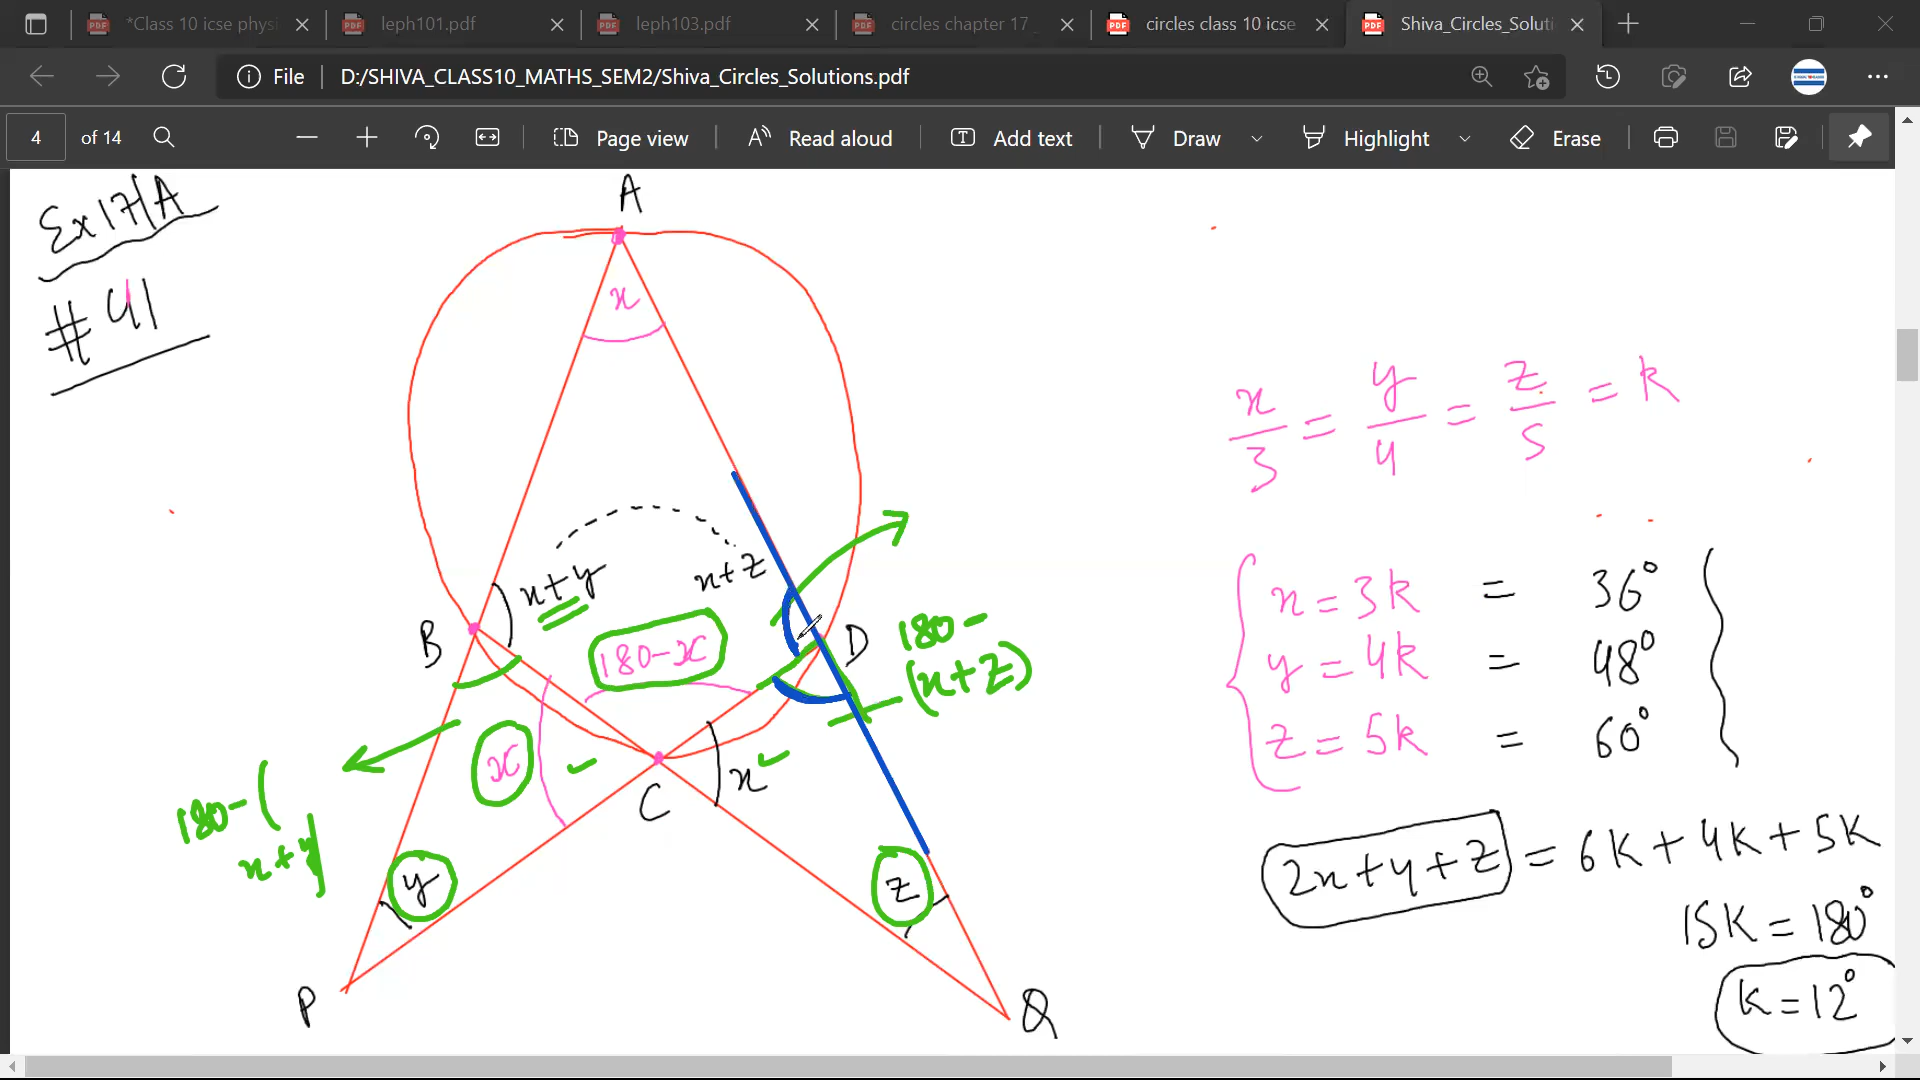 *Class 10 icse physi
leph101.pdf
leph103.pdf
circles chapter 17
circles class 10 icse
Shiva_Circles_Soluti
File
D:/SHIVA_CLASS10_MATHS_SEM2/Shiva_Circles_Solutions.pdf
4 of 14
Page view
Read aloud
Add text
Draw
Highlight
Erase
Ex 17/A
# 41
A
x
x/3 = y/4 = z/5 = k
x+y
x+z
B
180-x
D
180-(x+z)
x = 3k = 36°
y = 4k = 48°
z = 5k = 60°
x
C
x
180-(x+y)
y
z
2x+y+z = 6k+4k+5k
15k = 180°
k = 12°
P
Q